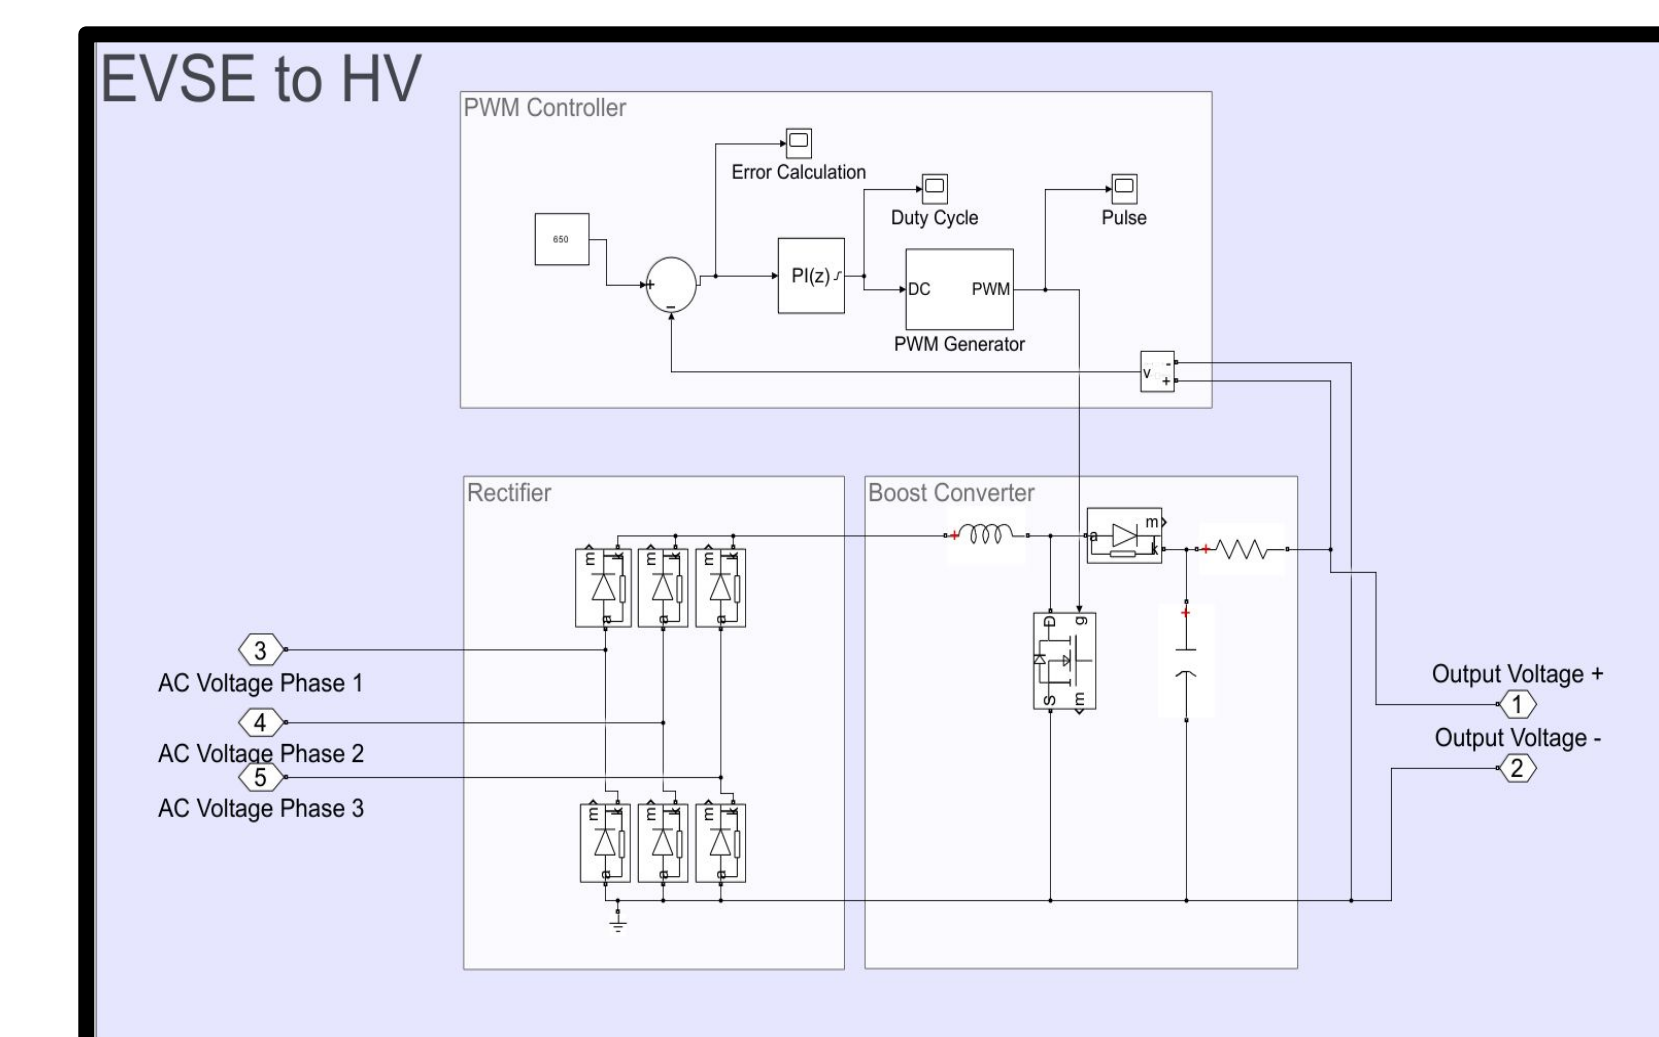 EVSE to HV
PWM Controller
Error Calculation
Duty Cycle
Pulse
650
+
−
PI(z)
DC PWM
PWM Generator
-
v
+
Rectifier
Boost Converter
m k
m k
m k
a
a
a
+
a
m
k
+
D g
S m
+
3
AC Voltage Phase 1
4
AC Voltage Phase 2
5
AC Voltage Phase 3
m k
m k
m k
a
a
a
Output Voltage +
1
Output Voltage -
2